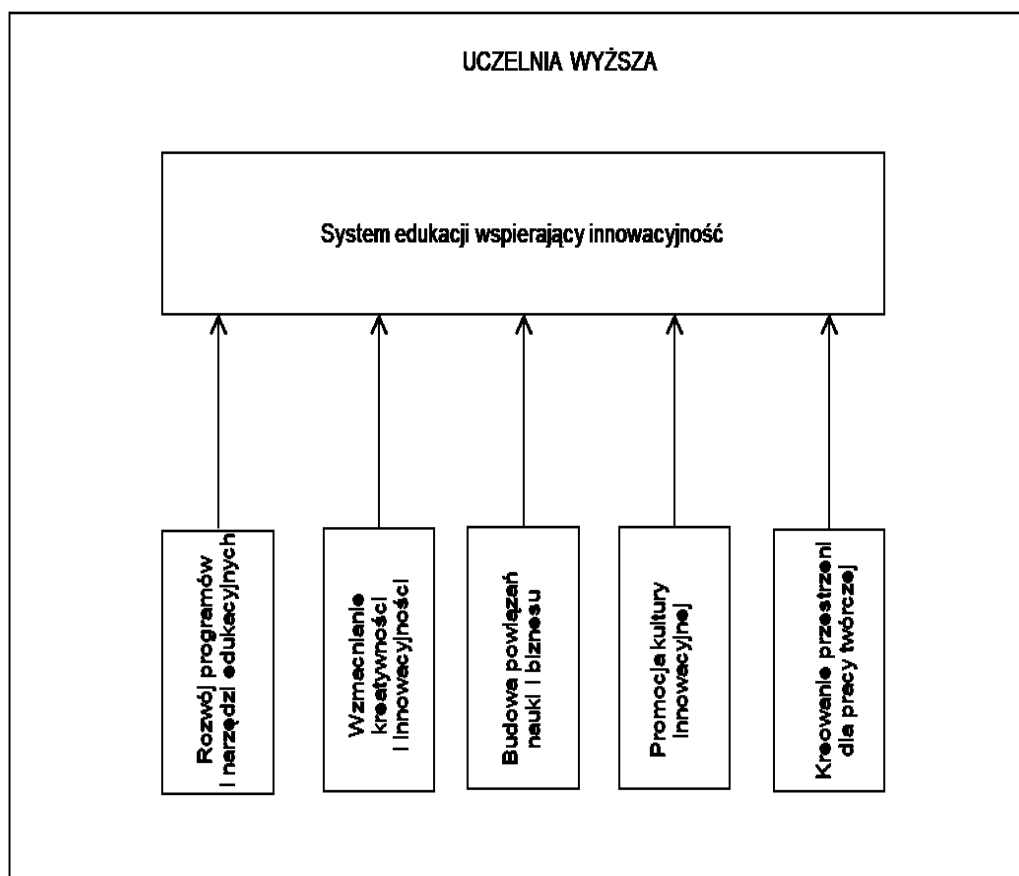 UCZELNIA WYŻSZA
System edukacji wspierający innowacyjność
Rozwój programów
i narzędzi edukacyjnych
Wzmacnianie
kreatywności
i innowacyjności
Budowa powiązań
nauki i biznesu
Promocja kultury
innowacyjnej
Kreowanie przestrzeni
dla pracy twórczej